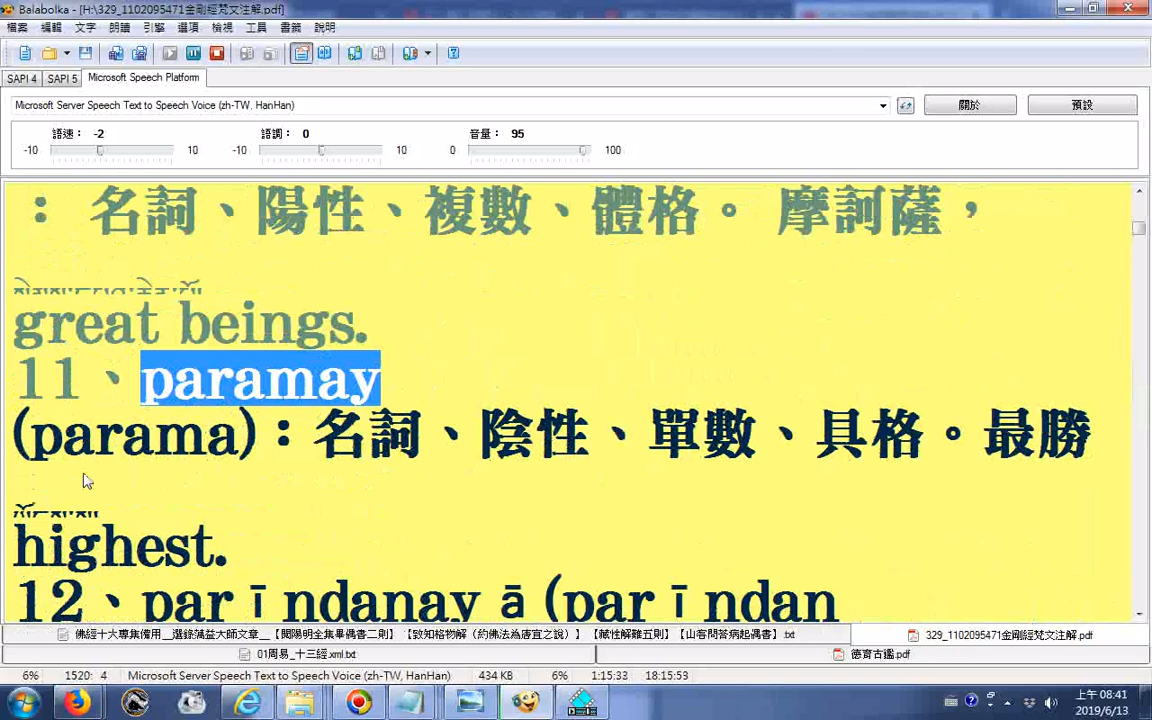 Balabolka - [H:\329_1102095471金剛經梵文注解.pdf]
檔案 編輯 文字 朗讀 引擎 選項 檢視 工具 書籤 說明
SAPI 4 SAPI 5 Microsoft Speech Platform
Microsoft Server Speech Text to Speech Voice (zh-TW, HanHan)
關於 預設
語速： -2 語調： 0 音量： 95
-10 10 -10 10 0 100
：名詞、陽性、複數、體格。摩訶薩，
great beings.
11、paramay
(parama)：名詞、陰性、單數、具格。最勝
highest.
12、parīndanayā(parīndan
佛經十大專集備用__選錄蕅益大師文章__【閱陽明全集畢偶書二則】【致知格物解（約佛法為唐宜之說）】【藏性解難五則】【山客問答病起偶書】.txt
329_1102095471金剛經梵文注解.pdf
01周易_十三經.txt
德育古鑑.pdf
6% 1520: 4 Microsoft Server Speech Text to Speech Voice (zh-TW, HanHan) 434 KB 6% 1:15:33 18:15:53
上午 08:41
2019/6/13